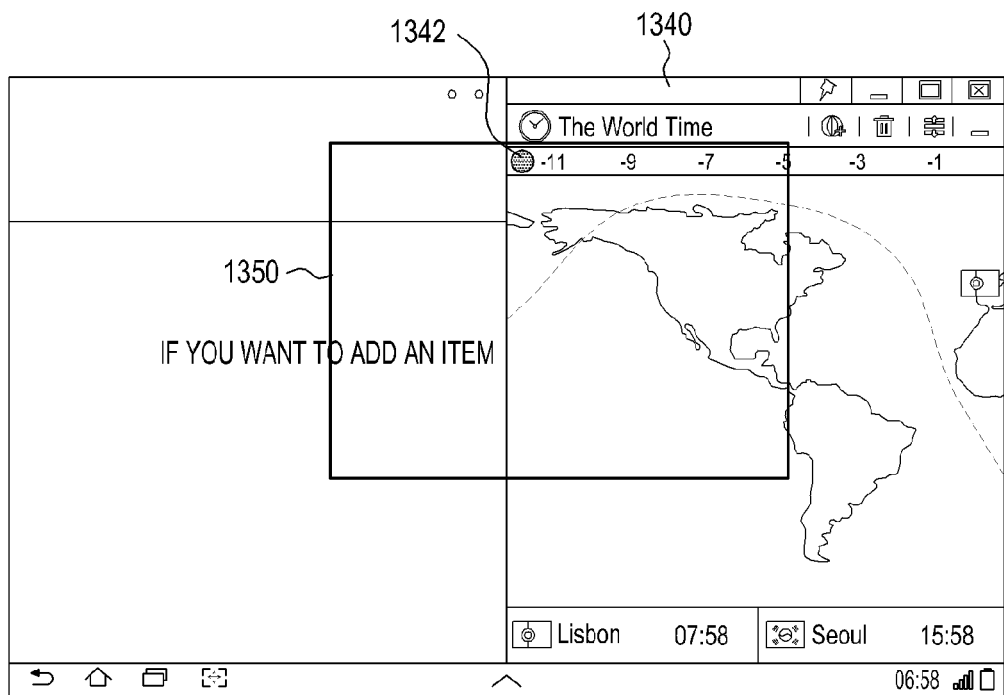 1342
1340
The World Time
-11 -9 -7 -5 -3 -1
1350
IF YOU WANT TO ADD AN ITEM
Lisbon 07:58 Seoul 15:58
06:58